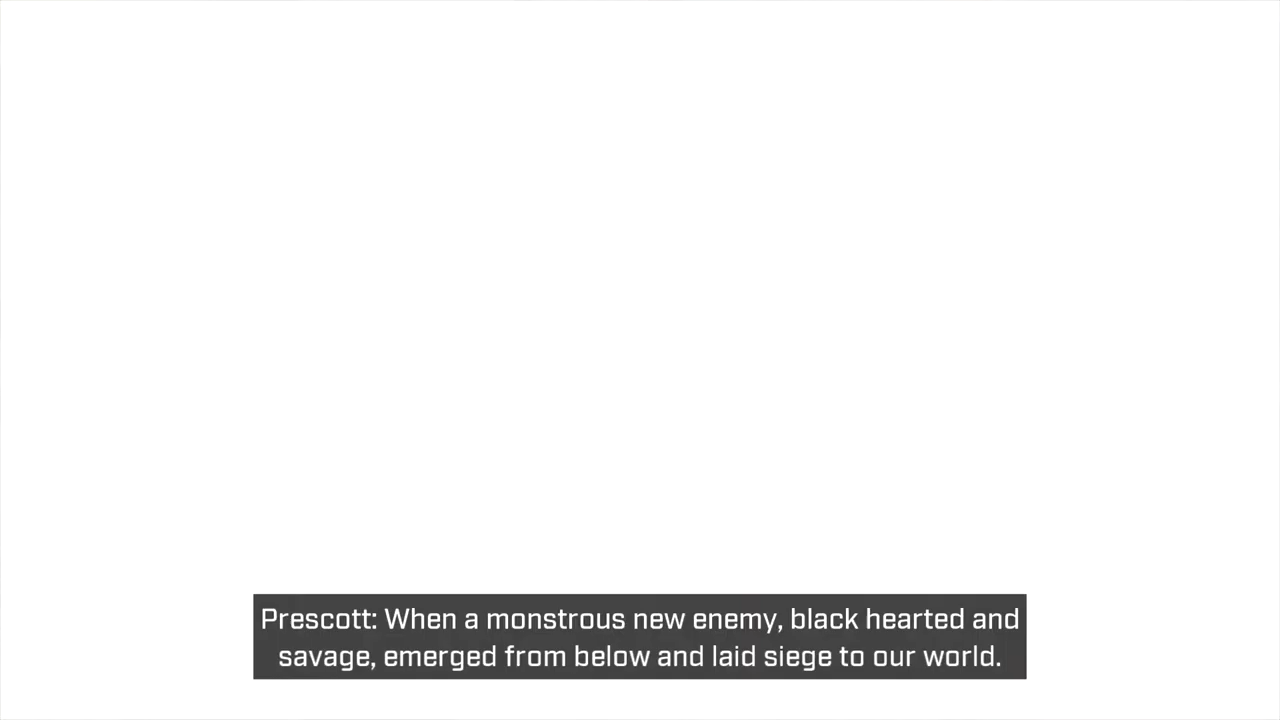 Prescott: When a monstrous new enemy, black hearted and
savage, emerged from below and laid siege to our world.